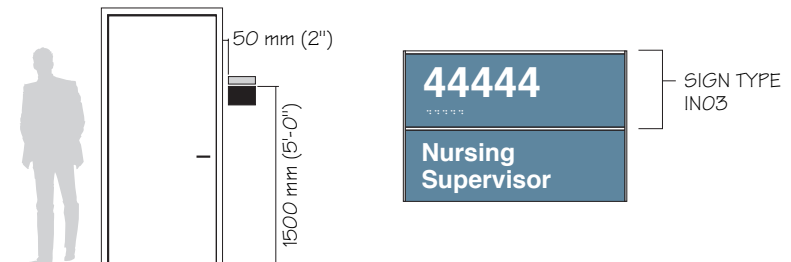 50 mm (2")
1500 mm (5'-0")
44444
⠼⠙⠙⠙⠙⠙
Nursing
Supervisor
SIGN TYPE
IN03